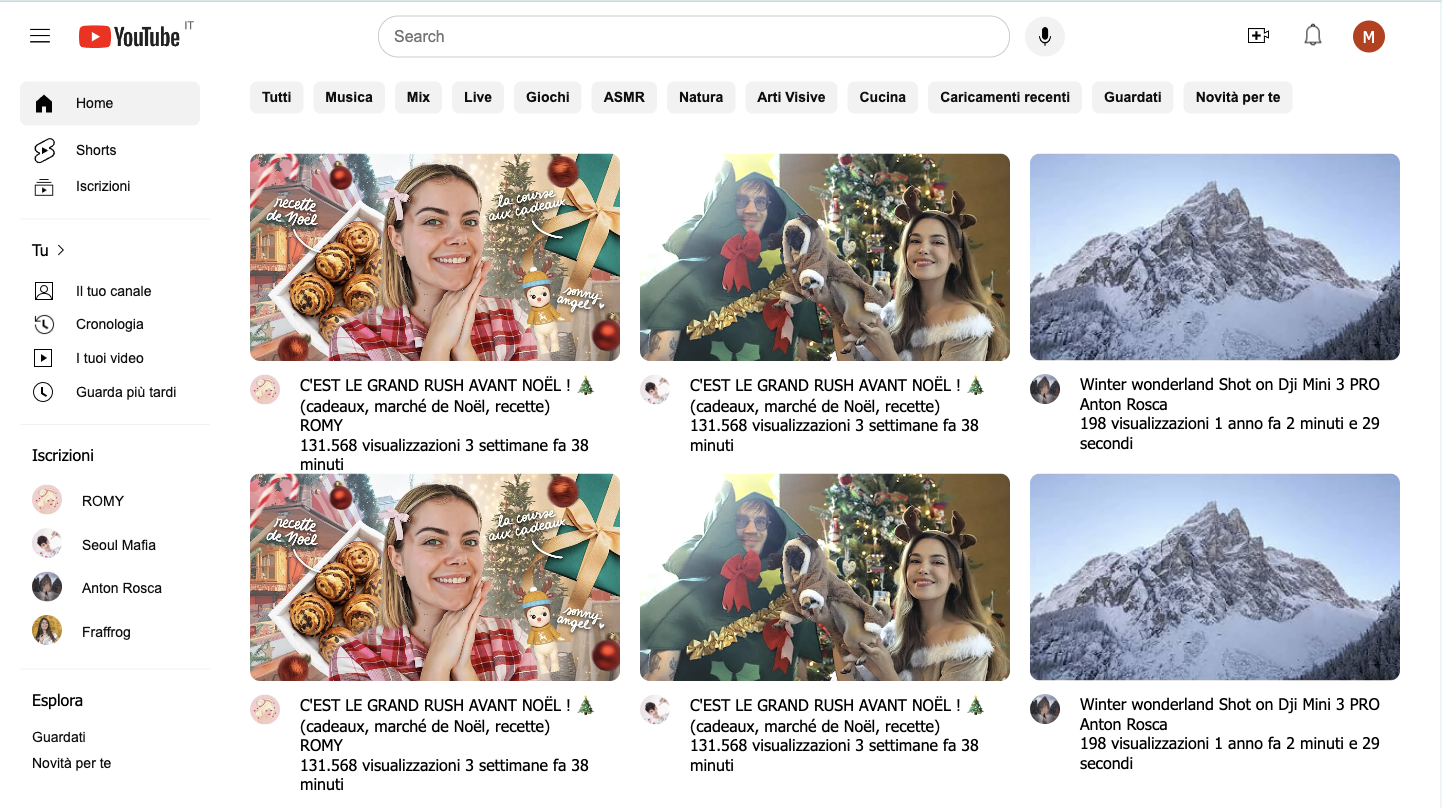 YouTube IT
Search
M
Home
Shorts
Iscrizioni
Tu
Il tuo canale
Cronologia
I tuoi video
Guarda più tardi
Iscrizioni
ROMY
Seoul Mafia
Anton Rosca
Fraffrog
Esplora
Guardati
Novità per te
Tutti
Musica
Mix
Live
Giochi
ASMR
Natura
Arti Visive
Cucina
Caricamenti recenti
Guardati
Novità per te
recette
de Noël
la course
aux cadeaux
sonny
angel
C'EST LE GRAND RUSH AVANT NOËL ! 🎄
(cadeaux, marché de Noël, recette)
ROMY
131.568 visualizzazioni 3 settimane fa 38
minuti
C'EST LE GRAND RUSH AVANT NOËL ! 🎄
(cadeaux, marché de Noël, recette)
131.568 visualizzazioni 3 settimane fa 38
minuti
Winter wonderland Shot on Dji Mini 3 PRO
Anton Rosca
198 visualizzazioni 1 anno fa 2 minuti e 29
secondi
recette
de Noël
la course
aux cadeaux
sonny
angel
C'EST LE GRAND RUSH AVANT NOËL ! 🎄
(cadeaux, marché de Noël, recette)
ROMY
131.568 visualizzazioni 3 settimane fa 38
minuti
C'EST LE GRAND RUSH AVANT NOËL ! 🎄
(cadeaux, marché de Noël, recette)
131.568 visualizzazioni 3 settimane fa 38
minuti
Winter wonderland Shot on Dji Mini 3 PRO
Anton Rosca
198 visualizzazioni 1 anno fa 2 minuti e 29
secondi